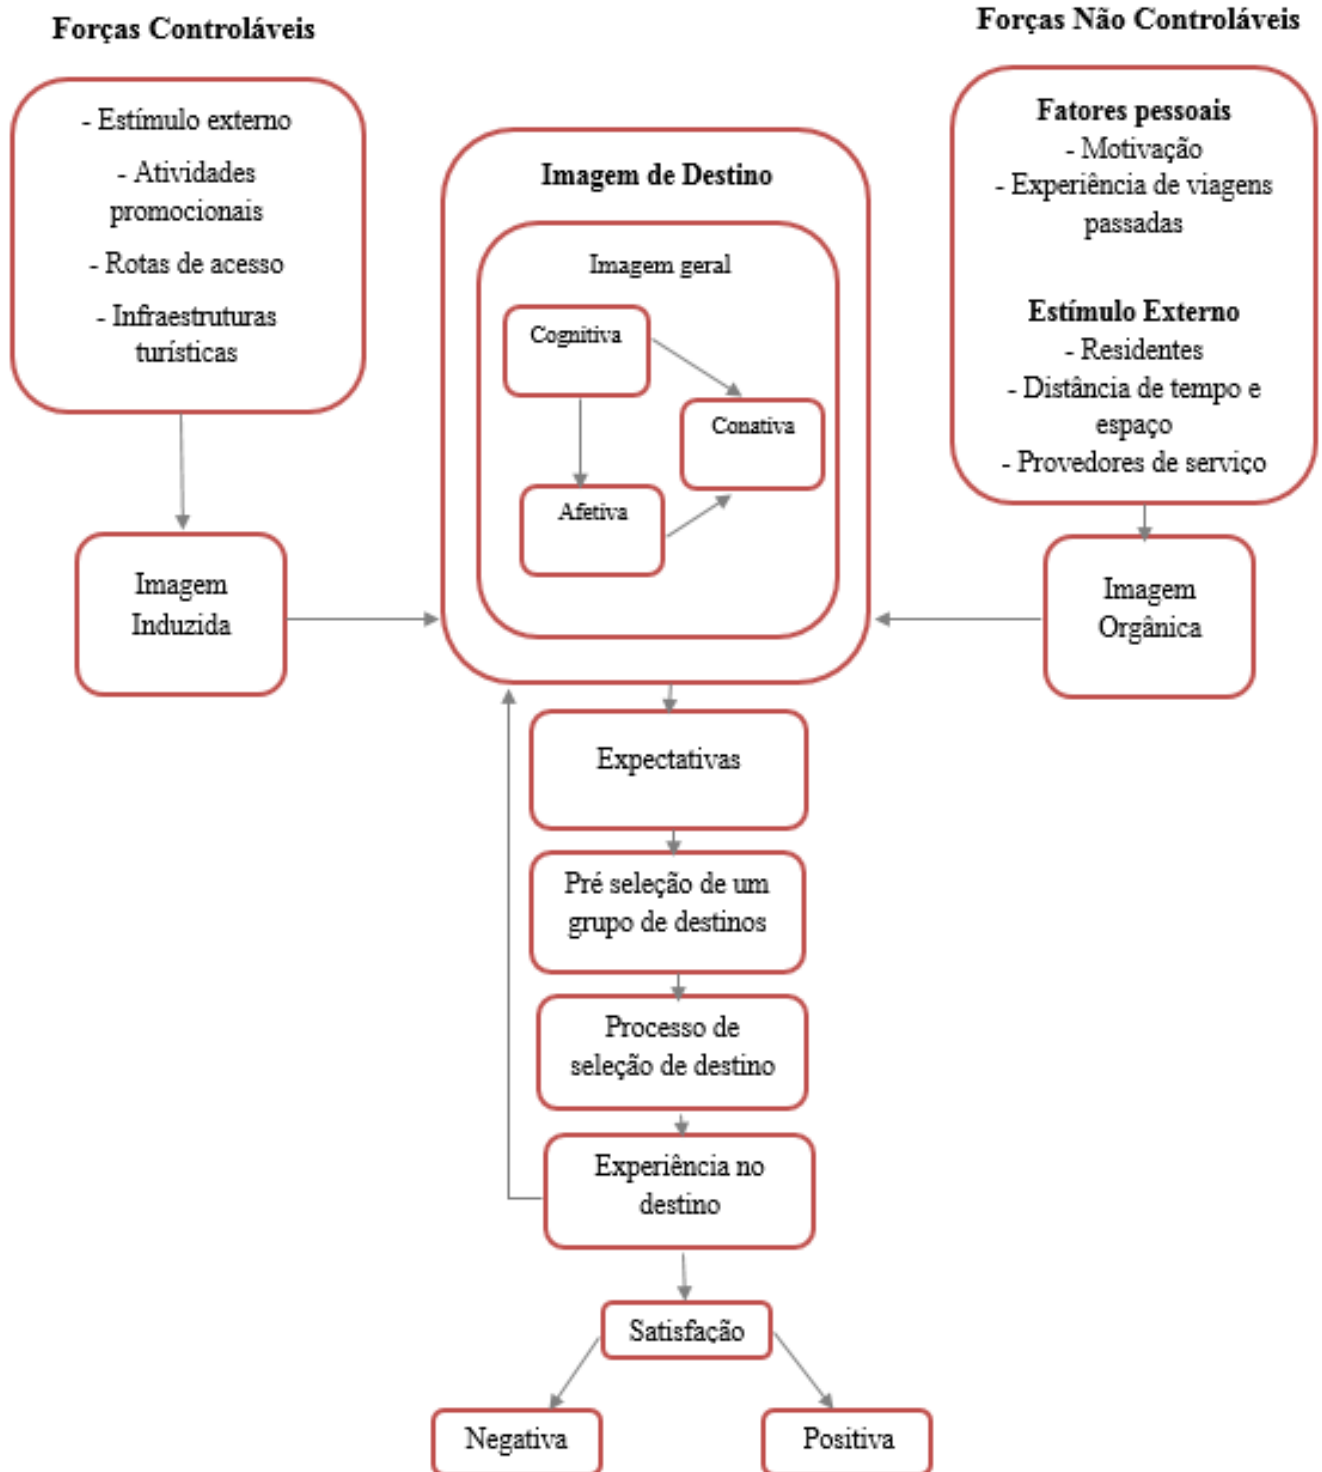 Forças Controláveis
- Estímulo externo
- Atividades
promocionais
- Rotas de acesso
- Infraestruturas
turísticas
Imagem
Induzida
Imagem de Destino
Imagem geral
Cognitiva
Conativa
Afetiva
Forças Não Controláveis
Fatores pessoais
- Motivação
- Experiência de viagens
passadas
Estímulo Externo
- Residentes
- Distância de tempo e
espaço
- Provedores de serviço
Imagem
Orgânica
Expectativas
Pré seleção de um
grupo de destinos
Processo de
seleção de destino
Experiência no
destino
Satisfação
Negativa
Positiva